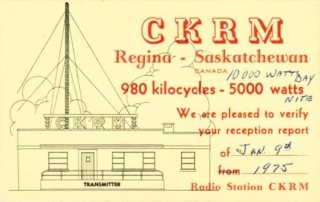 CKRM
Regina - Saskatchewan
CANADA
10 000 WATTS DAY
980 kilocycles - 5000 watts
NITE
We are pleased to verify
your reception report
of JAN. 9th
from 1975
Radio Station CKRM
CKRM
TRANSMITTER